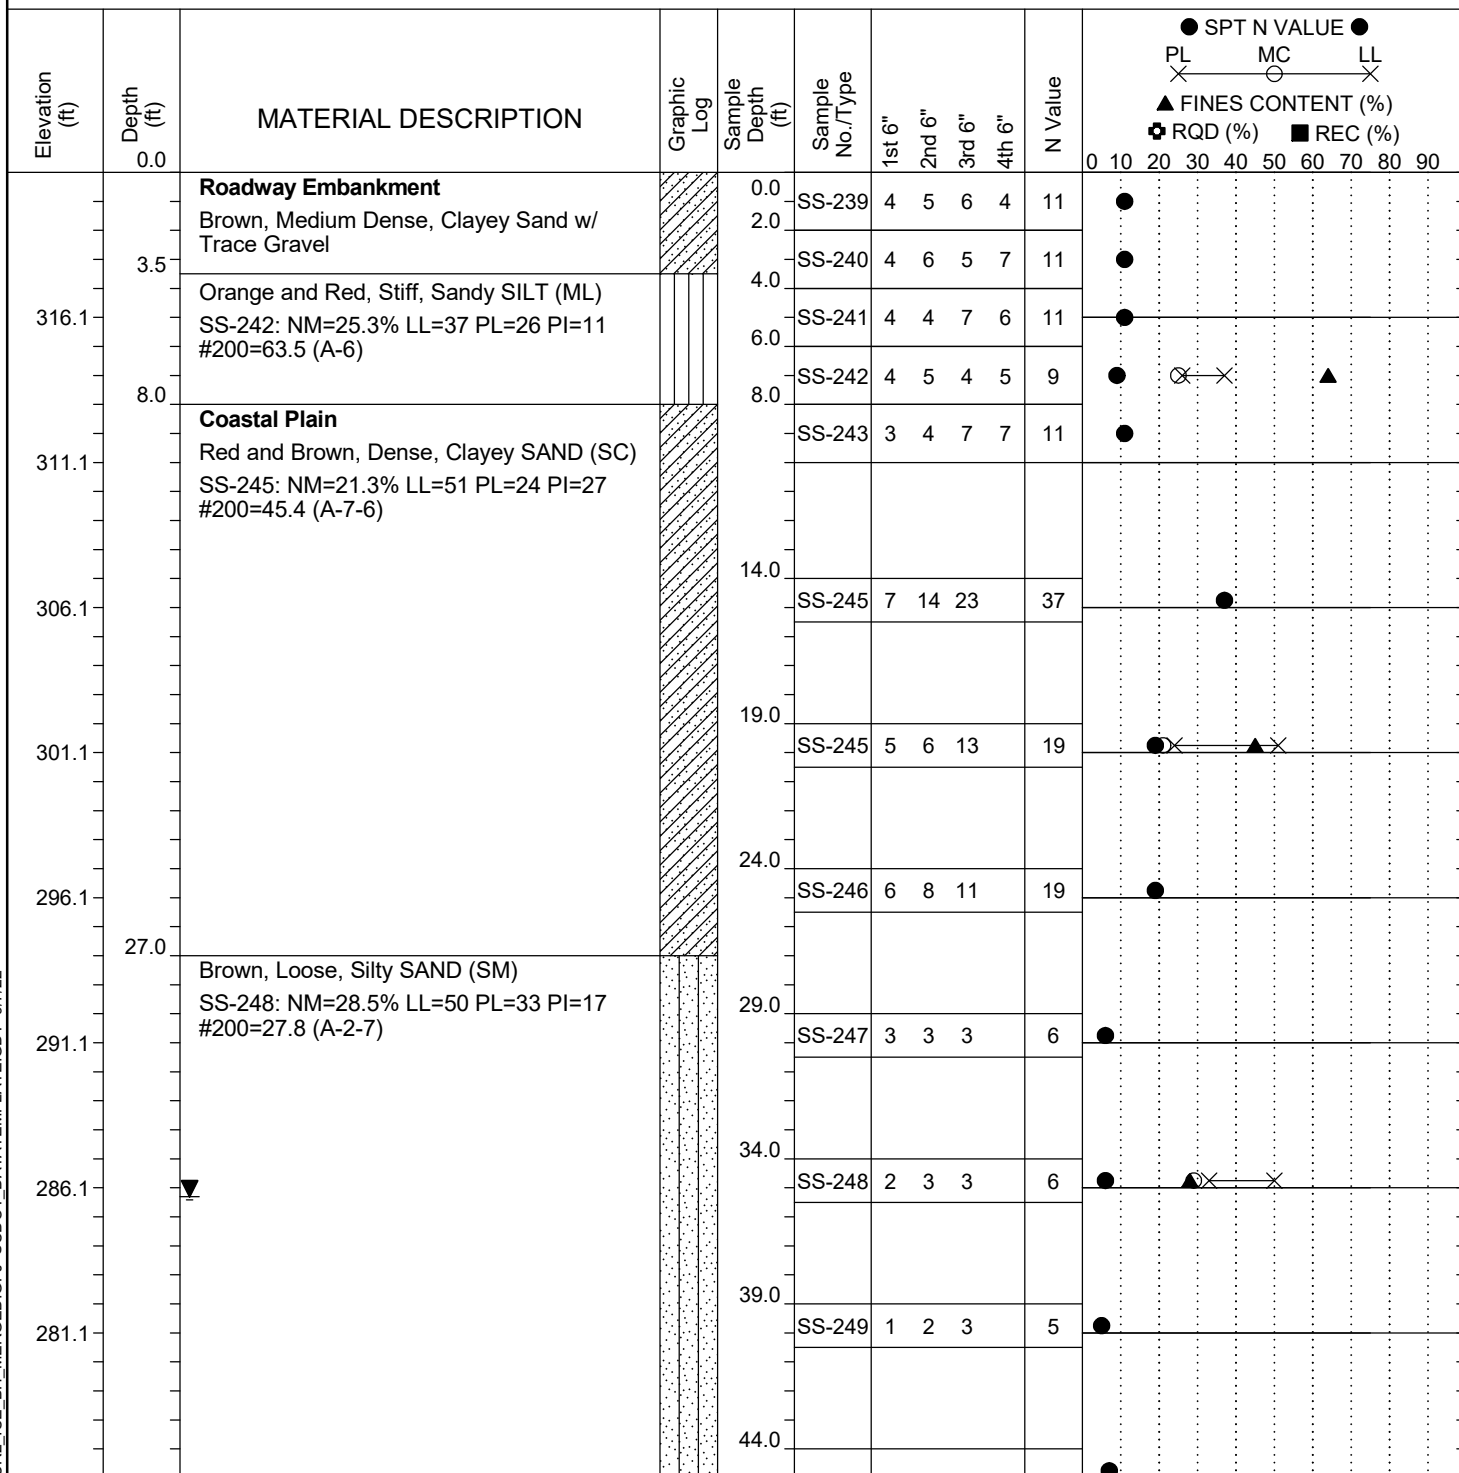 SPT N VALUE
PL MC LL
FINES CONTENT (%)
RQD (%) REC (%)
Elevation (ft)
Depth (ft)
MATERIAL DESCRIPTION
Graphic Log
Sample Depth (ft)
Sample No./Type
1st 6"
2nd 6"
3rd 6"
4th 6"
N Value
0.0
0 10 20 30 40 50 60 70 80 90
Roadway Embankment
0.0
SS-239 4 5 6 4 11
Brown, Medium Dense, Clayey Sand w/
Trace Gravel
2.0
3.5
SS-240 4 6 5 7 11
4.0
Orange and Red, Stiff, Sandy SILT (ML)
316.1
SS-242: NM=25.3% LL=37 PL=26 PI=11
#200=63.5 (A-6)
SS-241 4 4 7 6 11
6.0
SS-242 4 5 4 5 9
8.0
8.0
Coastal Plain
SS-243 3 4 7 7 11
Red and Brown, Dense, Clayey SAND (SC)
311.1
SS-245: NM=21.3% LL=51 PL=24 PI=27
#200=45.4 (A-7-6)
14.0
306.1
SS-245 7 14 23 37
19.0
301.1
SS-245 5 6 13 19
24.0
296.1
SS-246 6 8 11 19
27.0
Brown, Loose, Silty SAND (SM)
SS-248: NM=28.5% LL=50 PL=33 PI=17
#200=27.8 (A-2-7)
29.0
291.1
SS-247 3 3 3 6
34.0
286.1
SS-248 2 3 3 6
39.0
281.1
SS-249 1 2 3 5
44.0